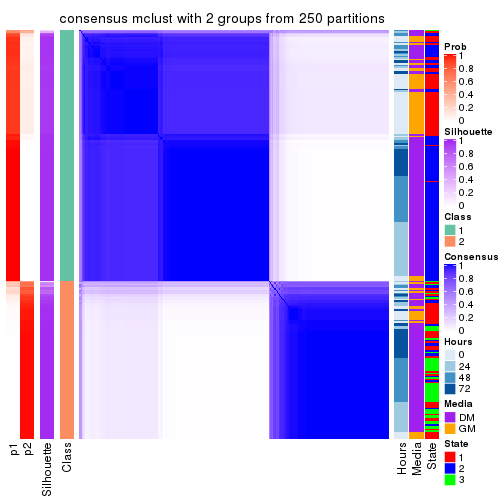 consensus mclust with 2 groups from 250 partitions
Prob
1
0.8
0.6
0.4
0.2
0
Silhouette
1
0.8
0.6
0.4
0.2
0
Class
1
2
Consensus
1
0.8
0.6
0.4
0.2
0
Hours
0
24
48
72
Media
DM
GM
State
1
2
3
p1
p2
Silhouette
Class
Hours
Media
State